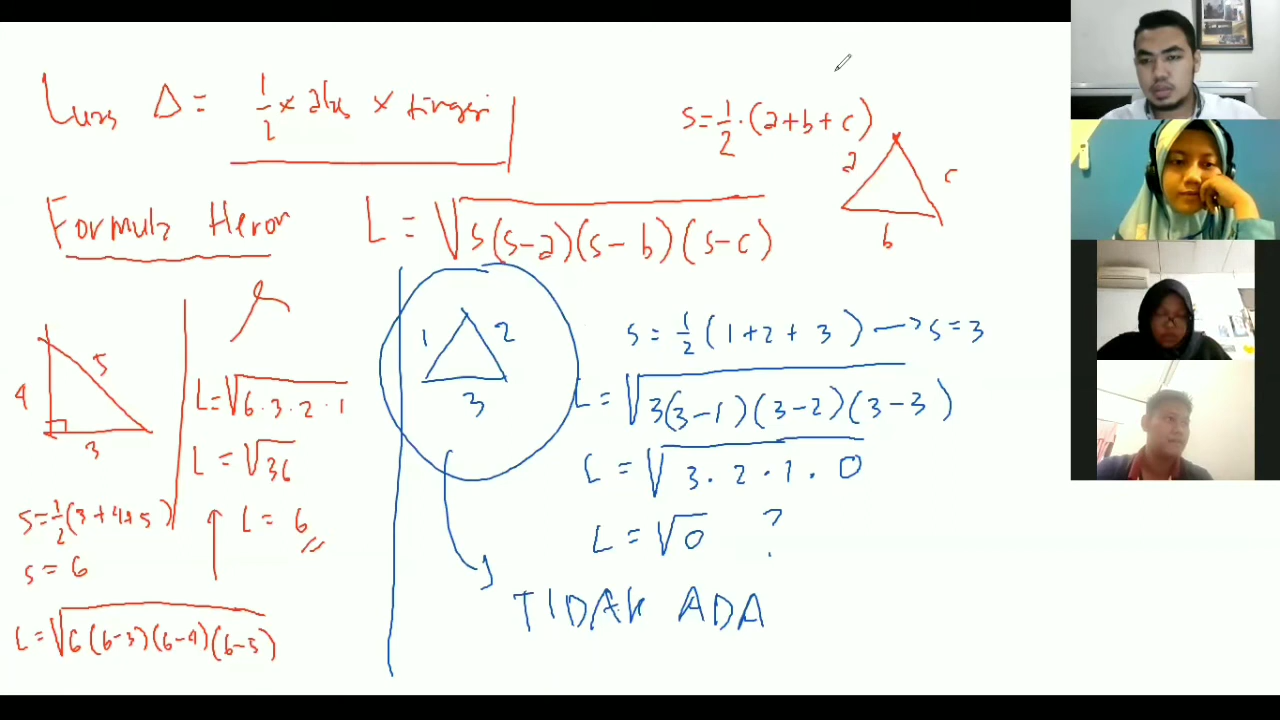 Luas Δ = 1/2 × alas × tinggi
s = 1/2 · (a + b + c)
a
c
b
Formula Heron
L = √s(s-a)(s-b)(s-c)
4
5
3
s = 1/2 (3 + 4 + 5)
s = 6
L = √6(6-3)(6-4)(6-5)
L = √6·3·2·1
L = √36
L = 6
1
2
3
s = 1/2 (1 + 2 + 3) → s = 3
L = √3(3-1)(3-2)(3-3)
L = √3·2·1·0
L = √0 ?
TIDAK ADA